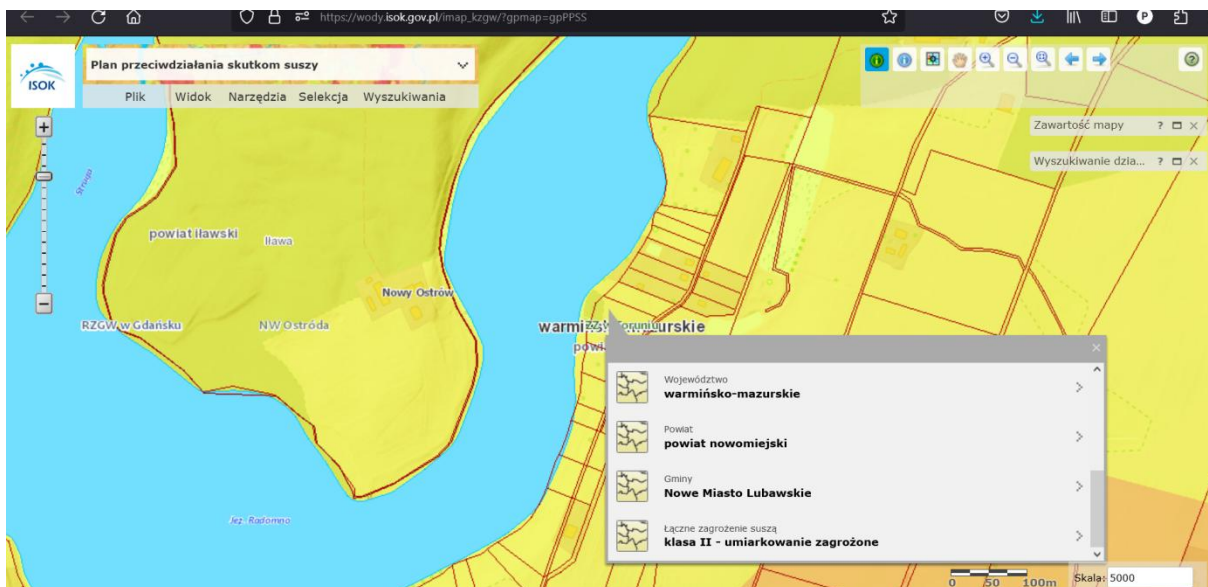 https://wody.isok.gov.pl/imap_kzgw/?gpmap=gpPPSS
P
ISOK
Plan przeciwdziałania skutkom suszy
Plik Widok Narzędzia Selekcja Wyszukiwania
Zawartość mapy ? ×
Wyszukiwanie dzia... ? ×
Struga
powiat iławski
Iława
Nowy Ostrów
RZGW w Gdańsku
NW Ostróda
Województwo
warmińsko-mazurskie
Powiat
powiat nowomiejski
Gminy
Nowe Miasto Lubawskie
Łączne zagrożenie suszą
klasa II - umiarkowanie zagrożone
Jez. Radomno
0 50 100m
Skala: 5000